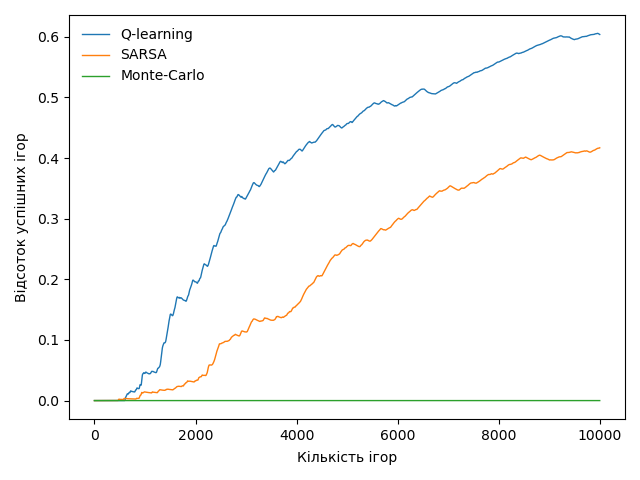 Q-learning
SARSA
Monte-Carlo
Відсоток успішних ігор
0.6
0.5
0.4
0.3
0.2
0.1
0.0
0 2000 4000 6000 8000 10000
Кількість ігор